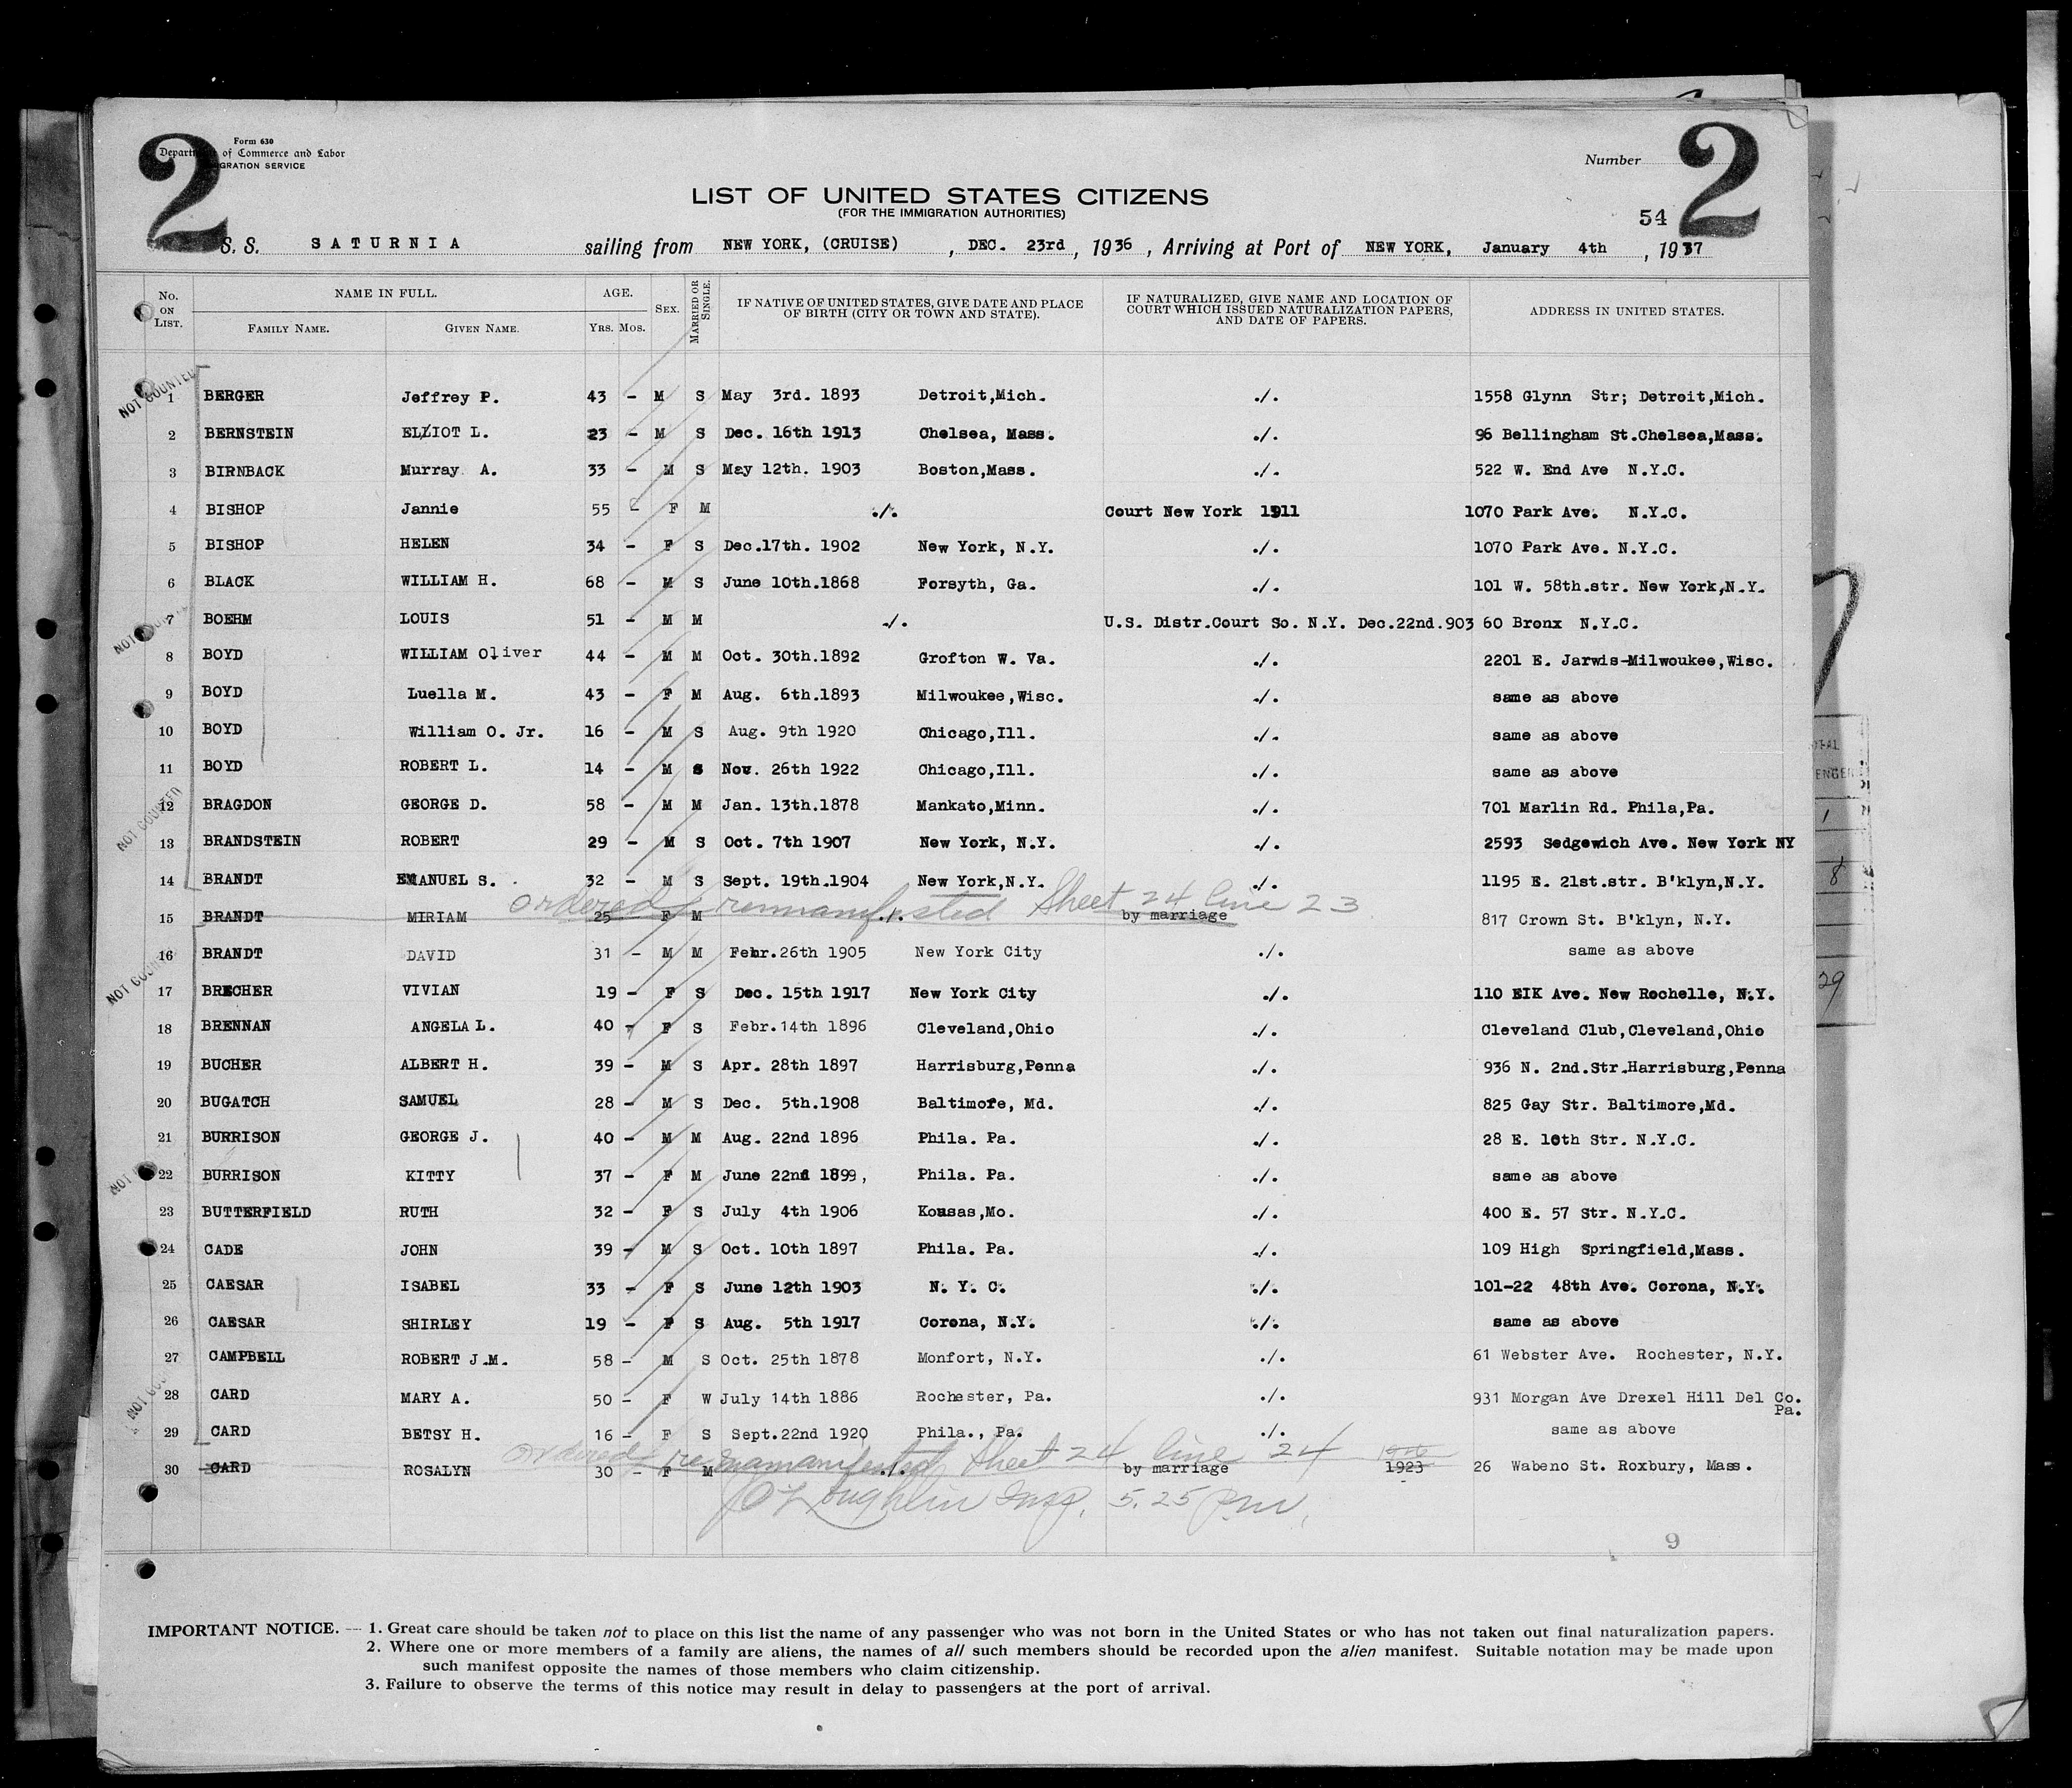 2 Form 630 2
Department of Commerce and Labor Number
IMMIGRATION SERVICE
LIST OF UNITED STATES CITIZENS
(FOR THE IMMIGRATION AUTHORITIES)
54
S. S. SATURNIA sailing from NEW YORK, (CRUISE) , DEC. 23rd , 1936 , Arriving at Port of NEW YORK, January 4th , 1937
No. ON LIST. NAME IN FULL. FAMILY NAME. GIVEN NAME. AGE. YRS. MOS. SEX. MARRIED OR SINGLE. IF NATIVE OF UNITED STATES, GIVE DATE AND PLACE OF BIRTH (CITY OR TOWN AND STATE). IF NATURALIZED, GIVE NAME AND LOCATION OF COURT WHICH ISSUED NATURALIZATION PAPERS, AND DATE OF PAPERS. ADDRESS IN UNITED STATES.
NOT COUNTED
1 BERGER Jeffrey P. 43 - M S May 3rd. 1893 Detroit,Mich. ./. 1558 Glynn Str; Detroit,Mich.
2 BERNSTEIN ELLIOT L. 23 - M S Dec. 16th 1913 Chelsea, Mass. ./. 96 Bellingham St.Chelsea,Mass.
3 BIRNBACK Murray A. 33 - M S May 12th. 1903 Boston,Mass. ./. 522 W. End Ave N.Y.C.
4 BISHOP Jannie 55 - F M ./. Court New York 1911 1070 Park Ave. N.Y.C.
5 BISHOP HELEN 34 - F S Dec.17th. 1902 New York, N.Y. ./. 1070 Park Ave. N.Y.C.
6 BLACK WILLIAM H. 68 - M S June 10th.1868 Forsyth, Ga. ./. 101 W. 58th.str. New York,N.Y.
7 BOEHM LOUIS 51 - M M ./. U.S. Distr.Court So. N.Y. Dec.22nd.903 60 Bronx N.Y.C.
8 BOYD WILLIAM Oliver 44 - M M Oct. 30th.1892 Grofton W. Va. ./. 2201 E. Jarwis-Milwoukee,Wisc.
9 BOYD Luella M. 43 - F M Aug. 6th.1893 Milwoukee,Wisc. ./. same as above
10 BOYD William O. Jr. 16 - M S Aug. 9th 1920 Chicago,Ill. ./. same as above
11 BOYD ROBERT L. 14 - M S Nov. 26th 1922 Chicago,Ill. ./. same as above
12 BRAGDON GEORGE D. 58 - M M Jan. 13th.1878 Mankato,Minn. ./. 701 Marlin Rd. Phila,Pa.
NOT COUNTED
13 BRANDSTEIN ROBERT 29 - M S Oct. 7th 1907 New York, N.Y. ./. 2593 Sedgewich Ave. New York NY
14 BRANDT EMANUEL S. 32 - M S Sept. 19th.1904 New York,N.Y. ./. 1195 E. 21st.str. B'klyn,N.Y.
ordered remanifested Sheet 24 line 23
15 BRANDT MIRIAM 25 F M ./. by marriage 817 Crown St. B'klyn, N.Y.
16 BRANDT DAVID 31 - M M Febr.26th 1905 New York City ./. same as above
17 BRECHER VIVIAN 19 - F S Dec. 15th 1917 New York City ./. 110 EIK Ave. New Rochelle, N.Y.
18 BRENNAN ANGELA L. 40 - F S Febr.14th 1896 Cleveland,Ohio ./. Cleveland Club,Cleveland,Ohio
19 BUCHER ALBERT H. 39 - M S Apr. 28th 1897 Harrisburg,Penna ./. 936 N. 2nd.Str.Harrisburg,Penna
20 BUGATCH SAMUEL 28 - M S Dec. 5th.1908 Baltimore, Md. ./. 825 Gay Str. Baltimore,Md.
21 BURRISON GEORGE J. 40 - M M Aug. 22nd 1896 Phila. Pa. ./. 28 E. 10th Str. N.Y.C.
22 BURRISON KITTY 37 - F M June 22nd 1899, Phila. Pa. ./. same as above
23 BUTTERFIELD RUTH 32 - F S July 4th 1906 Kousas,Mo. ./. 400 E. 57 Str. N.Y.C.
24 CADE JOHN 39 - M S Oct. 10th 1897 Phila. Pa. ./. 109 High Springfield,Mass.
25 CAESAR ISABEL 33 - F S June 12th 1903 N. Y. C. ./. 101-22 48th Ave. Corona, N.Y.
26 CAESAR SHIRLEY 19 - F S Aug. 5th 1917 Corona, N.Y. ./. same as above
27 CAMPBELL ROBERT J.M. 58 - M S Oct. 25th 1878 Monfort, N.Y. ./. 61 Webster Ave. Rochester, N.Y.
28 CARD MARY A. 50 - F W July 14th 1886 Rochester, Pa. ./. 931 Morgan Ave Drexel Hill Del Co. Pa.
29 CARD BETSY H. 16 - F S Sept.22nd 1920 Phila., Pa. ./. same as above
ordered remanifested Sheet 24 line 24
30 CARD ROSALYN 30 - F M ./. by marriage 1923 26 Wabeno St. Roxbury, Mass.
O'Loughlin Insp. 5.25 P.M.
9
IMPORTANT NOTICE. — 1. Great care should be taken not to place on this list the name of any passenger who was not born in the United States or who has not taken out final naturalization papers.
2. Where one or more members of a family are aliens, the names of all such members should be recorded upon the alien manifest. Suitable notation may be made upon
such manifest opposite the names of those members who claim citizenship.
3. Failure to observe the terms of this notice may result in delay to passengers at the port of arrival.